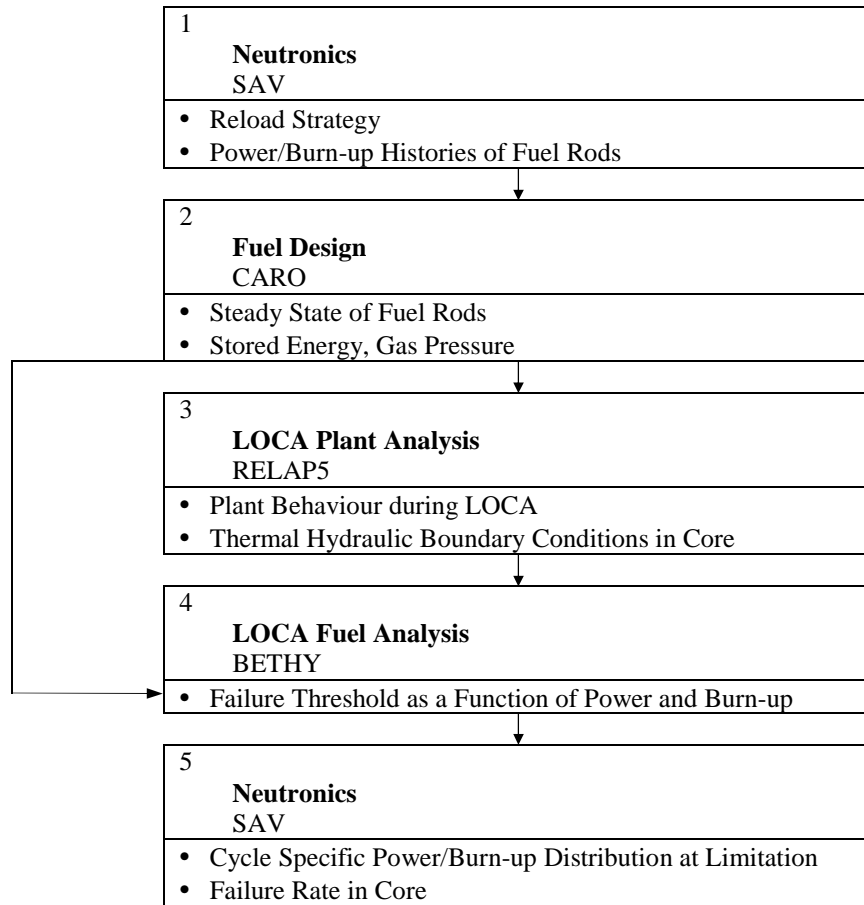 1
Neutronics
SAV
• Reload Strategy
• Power/Burn-up Histories of Fuel Rods
2
Fuel Design
CARO
• Steady State of Fuel Rods
• Stored Energy, Gas Pressure
3
LOCA Plant Analysis
RELAP5
• Plant Behaviour during LOCA
• Thermal Hydraulic Boundary Conditions in Core
4
LOCA Fuel Analysis
BETHY
• Failure Threshold as a Function of Power and Burn-up
5
Neutronics
SAV
• Cycle Specific Power/Burn-up Distribution at Limitation
• Failure Rate in Core